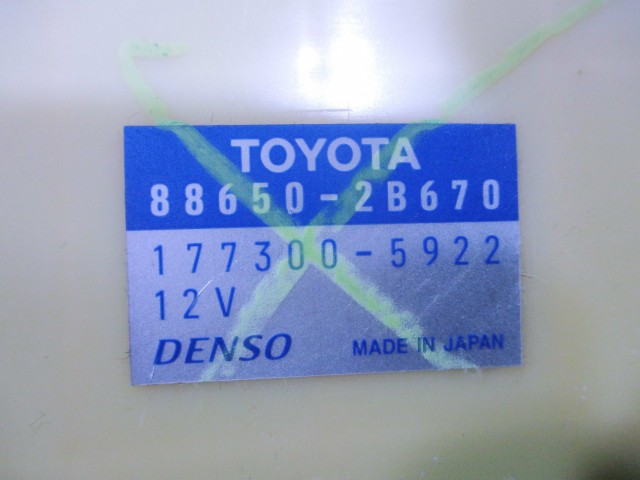 TOYOTA
88650-2B670
177300-5922
12V
DENSO MADE IN JAPAN